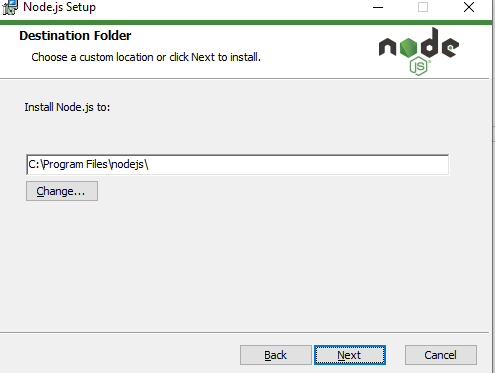 Node.js Setup
Destination Folder
Choose a custom location or click Next to install.
node
JS
Install Node.js to:
C:\Program Files\nodejs\
Change...
Back
Next
Cancel